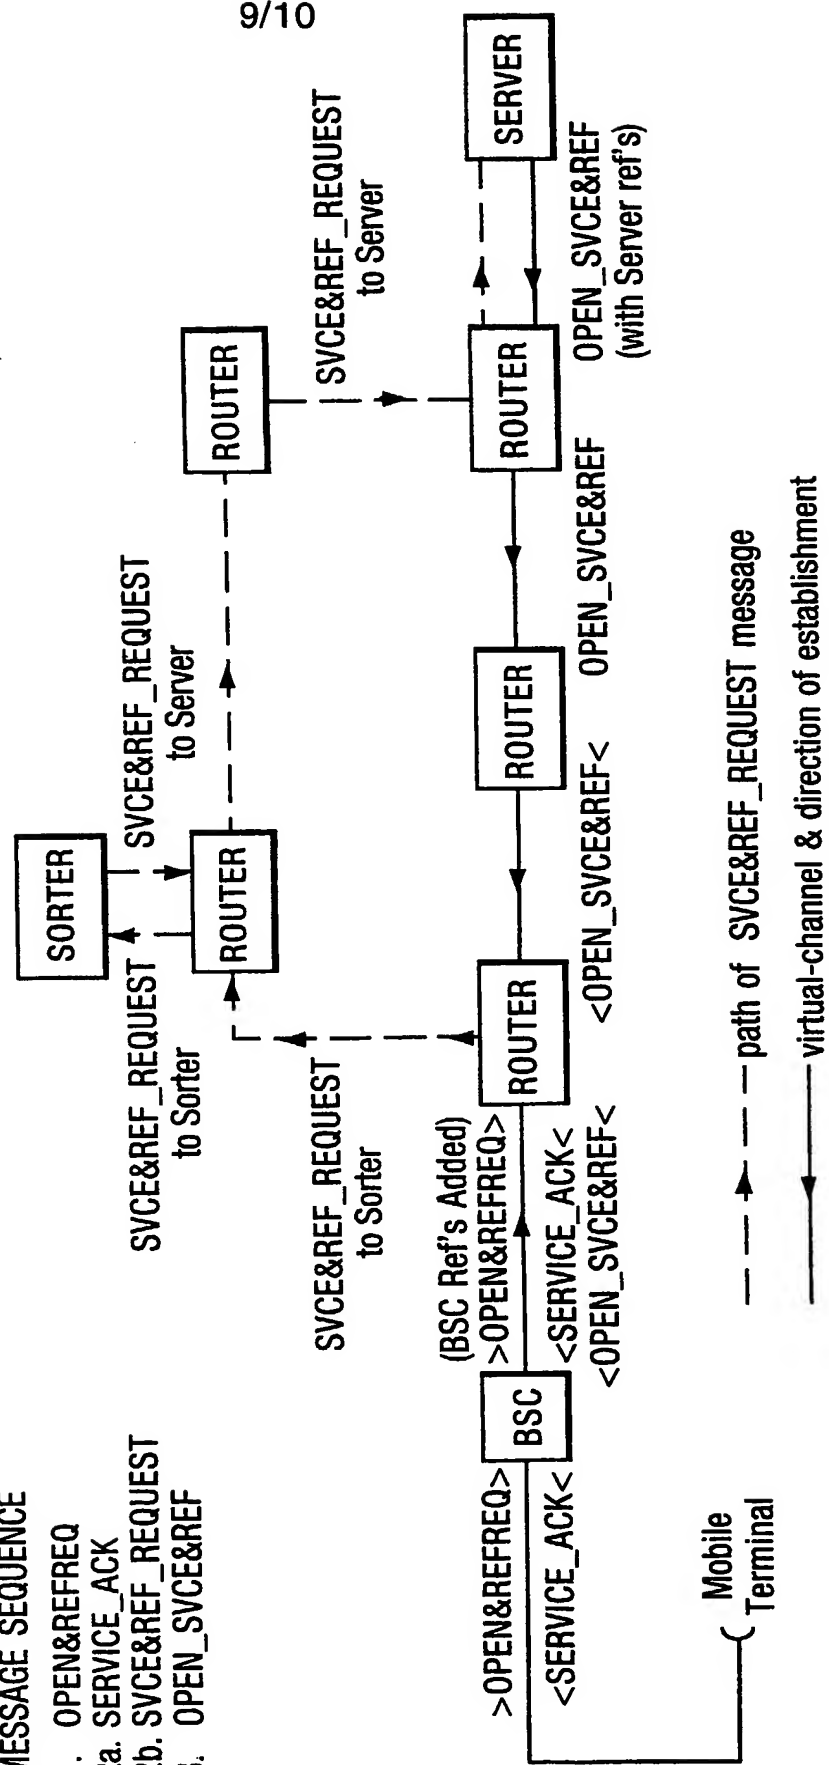 9/10
MESSAGE SEQUENCE
. OPEN&REFREQ
a. SERVICE_ACK
2b. SVCE&REF_REQUEST
. OPEN_SVCE&REF
SORTER
SVCE&REF_REQUEST
to Sorter
SVCE&REF_REQUEST
to Server
ROUTER
ROUTER
SVCE&REF_REQUEST
to Sorter
SVCE&REF_REQUEST
to Server
>OPEN&REFREQ>
<SERVICE_ACK<
BSC
(BSC Ref's Added)
>OPEN&REFREQ>
<SERVICE_ACK<
<OPEN_SVCE&REF<
ROUTER
<OPEN_SVCE&REF<
ROUTER
OPEN_SVCE&REF
ROUTER
OPEN_SVCE&REF
(with Server ref's)
SERVER
Mobile
Terminal
path of SVCE&REF_REQUEST message
virtual-channel & direction of establishment